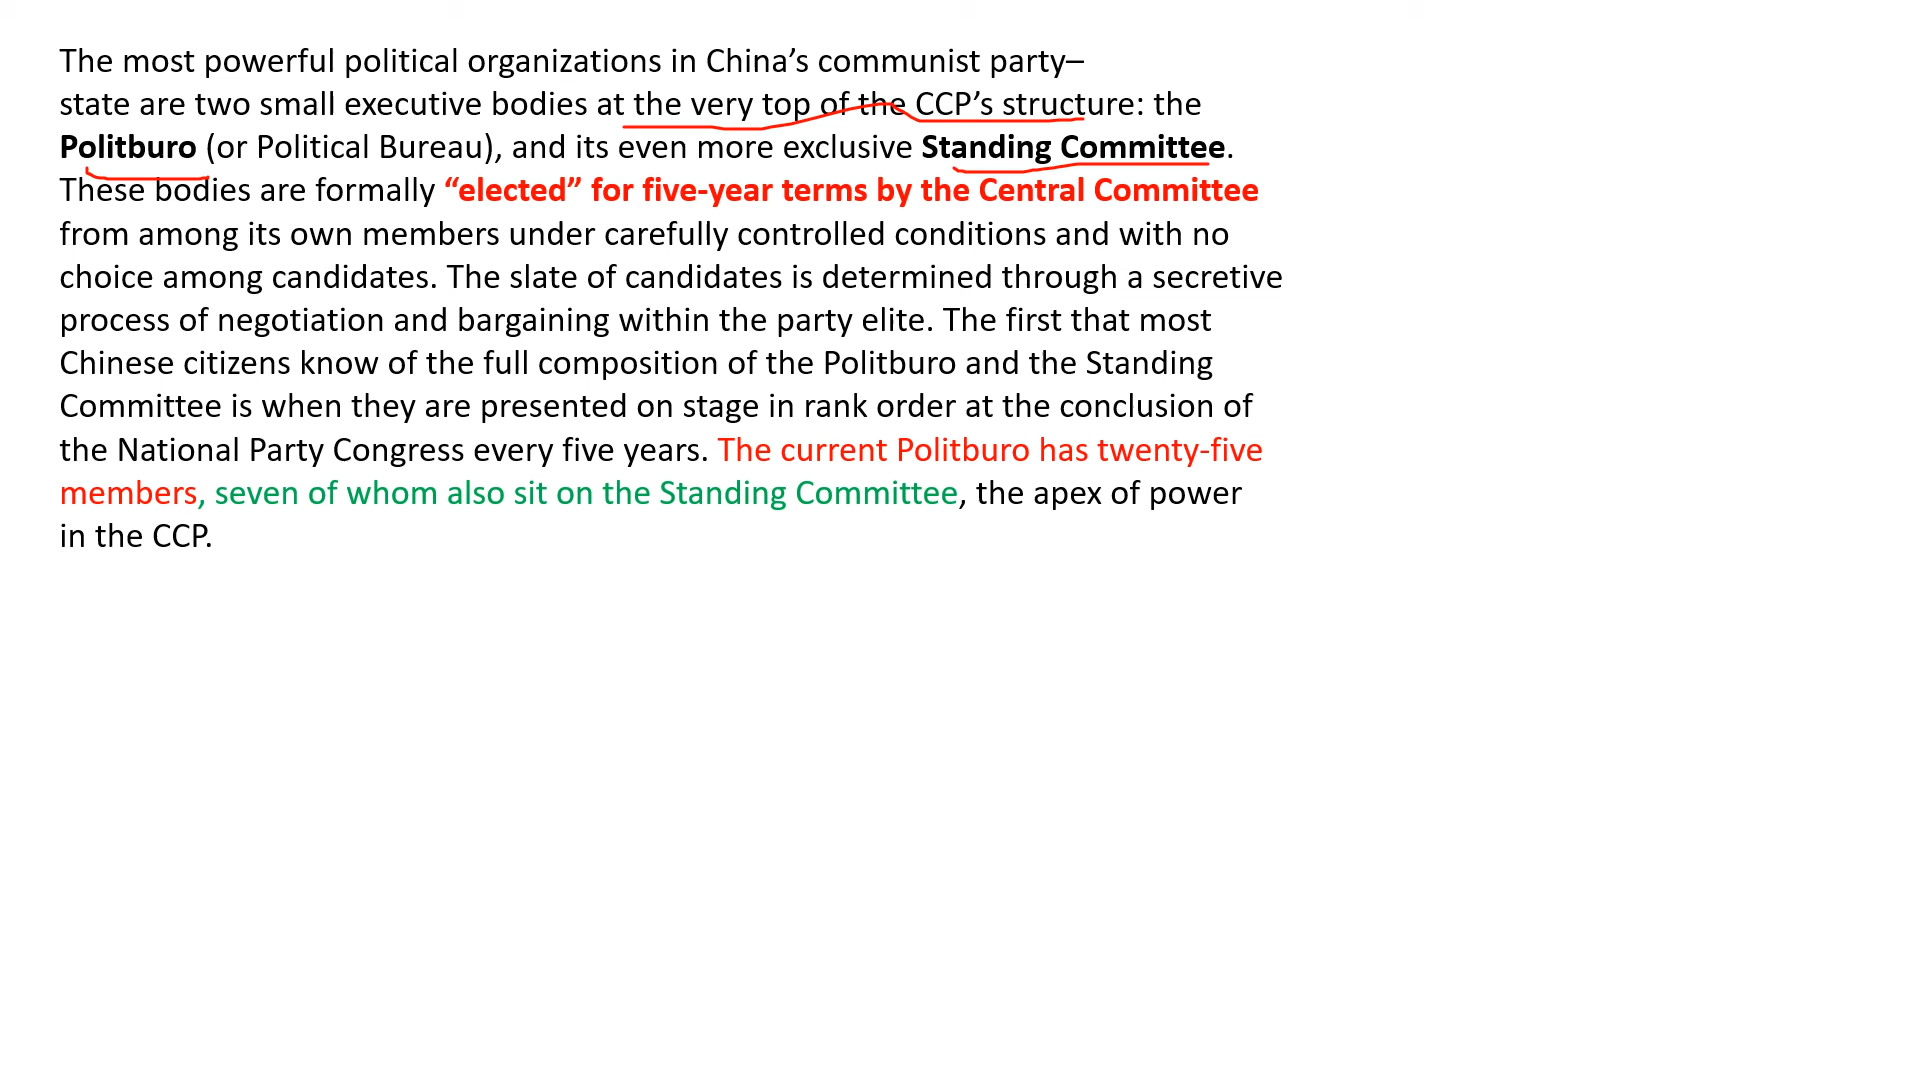 The most powerful political organizations in China’s communist party–
state are two small executive bodies at the very top of the CCP’s structure: the
Politburo (or Political Bureau), and its even more exclusive Standing Committee.
These bodies are formally “elected” for five-year terms by the Central Committee
from among its own members under carefully controlled conditions and with no
choice among candidates. The slate of candidates is determined through a secretive
process of negotiation and bargaining within the party elite. The first that most
Chinese citizens know of the full composition of the Politburo and the Standing
Committee is when they are presented on stage in rank order at the conclusion of
the National Party Congress every five years. The current Politburo has twenty-five
members, seven of whom also sit on the Standing Committee, the apex of power
in the CCP.